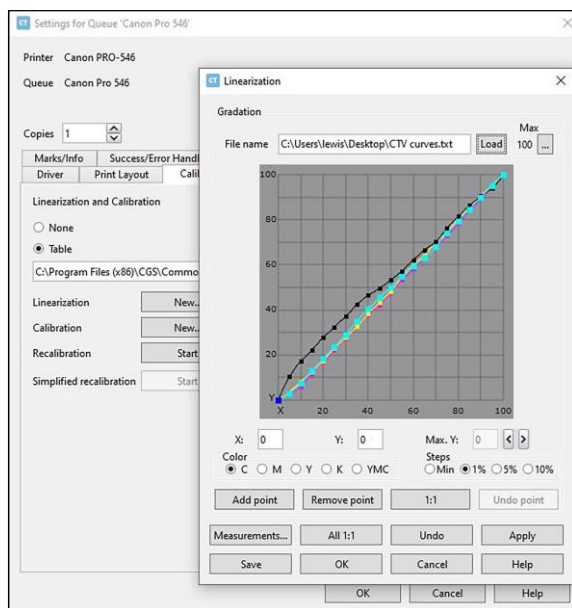 CT Settings for Queue 'Canon Pro 546'
Printer Canon PRO-546
Queue Canon Pro 546
Copies 1
Marks/Info Success/Error Handl
Driver Print Layout Cali
Linearization and Calibration
None
Table
C:\Program Files (x86)\CGS\Commo
Linearization New..
Calibration New..
Recalibration Start
Simplified recalibration Start
CT Linearization
Gradation
File name C:\Users\lewis\Desktop\CTV curves.txt Load Max 100 ...
100
80
60
40
20
Y
X 20 40 60 80 100
X: 0 Y: 0 Max. Y: 0 < >
Color Steps
C M Y K YMC Min 1% 5% 10%
Add point Remove point 1:1 Undo point
Measurements... All 1:1 Undo Apply
Save OK Cancel Help
OK Cancel Help